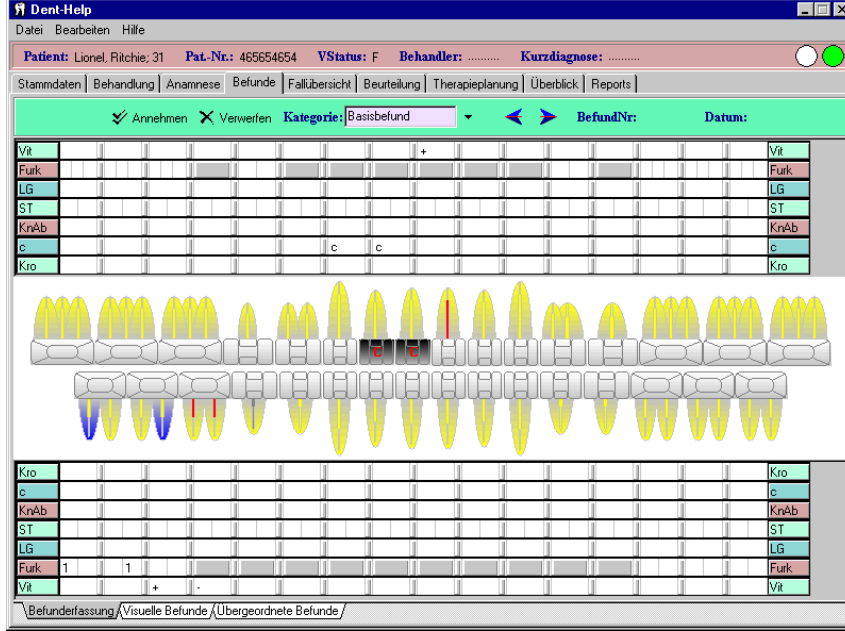 Dent-Help
Datei Bearbeiten Hilfe
Patient: Lionel, Ritchie; 31 Pat.-Nr.: 465654654 VStatus: F Behandler: .......... Kurzdiagnose: ..........
Stammdaten Behandlung Anamnese Befunde Fallübersicht Beurteilung Therapieplanung Überblick Reports
Annehmen Verwerfen Kategorie: Basisbefund BefundNr: Datum:
Vit + Vit
Furk Furk
LG LG
ST ST
KnAb KnAb
c c c c
Kro Kro
c c
Kro Kro
c c
KnAb KnAb
ST ST
LG LG
Furk 1 1 Furk
Vit + - Vit
Befunderfassung Visuelle Befunde Übergeordnete Befunde